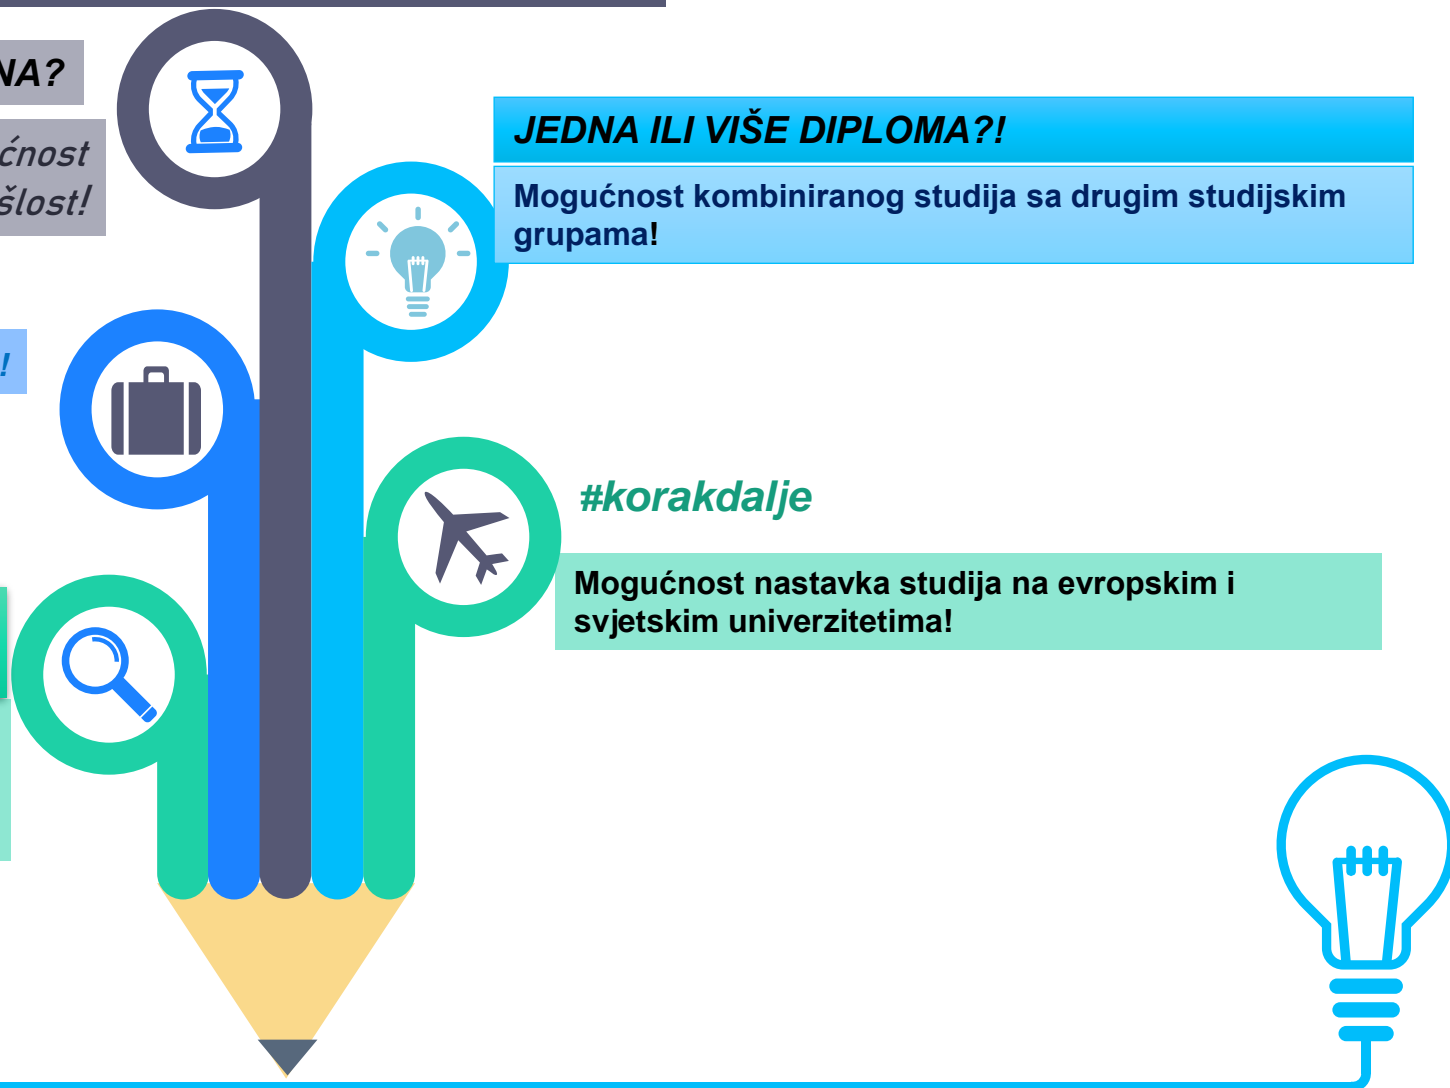 NA?
ćnost
šlost!
!
JEDNA ILI VIŠE DIPLOMA?!
Mogućnost kombiniranog studija sa drugim studijskim
grupama!
#korakdalje
Mogućnost nastavka studija na evropskim i
svjetskim univerzitetima!